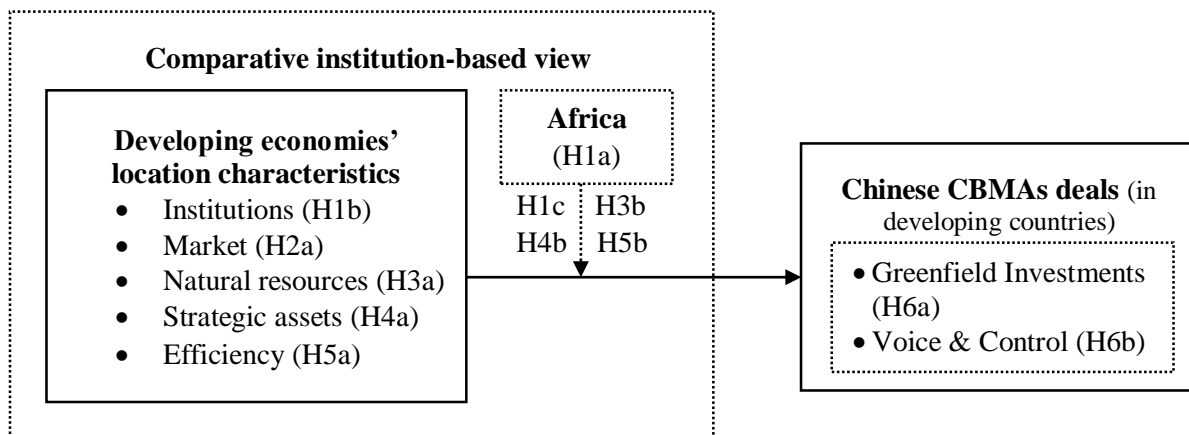 Comparative institution-based view
Developing economies’
location characteristics
• Institutions (H1b)
• Market (H2a)
• Natural resources (H3a)
• Strategic assets (H4a)
• Efficiency (H5a)
Africa
(H1a)
H1c H3b
H4b H5b
Chinese CBMAs deals (in
developing countries)
• Greenfield Investments
(H6a)
• Voice & Control (H6b)